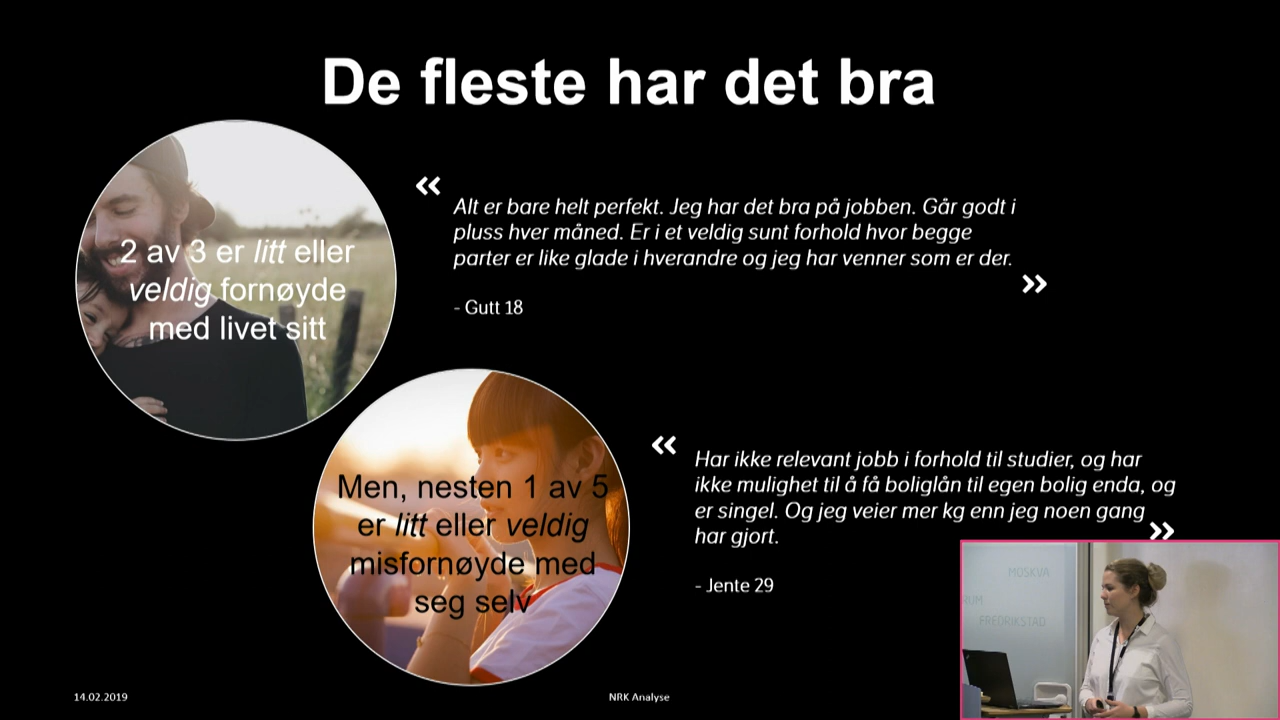 De fleste har det bra
2 av 3 er litt eller
veldig fornøyde
med livet sitt
«
Alt er bare helt perfekt. Jeg har det bra på jobben. Går godt i
pluss hver måned. Er i et veldig sunt forhold hvor begge
parter er like glade i hverandre og jeg har venner som er der.
»
- Gutt 18
Men, nesten 1 av 5
er litt eller veldig
misfornøyde med
seg selv
«
Har ikke relevant jobb i forhold til studier, og har
ikke mulighet til å få boliglån til egen bolig enda, og
er singel. Og jeg veier mer kg enn jeg noen gang
har gjort.
»
- Jente 29
MOSKVA
FREDRIKSTAD
14.02.2019
NRK Analyse